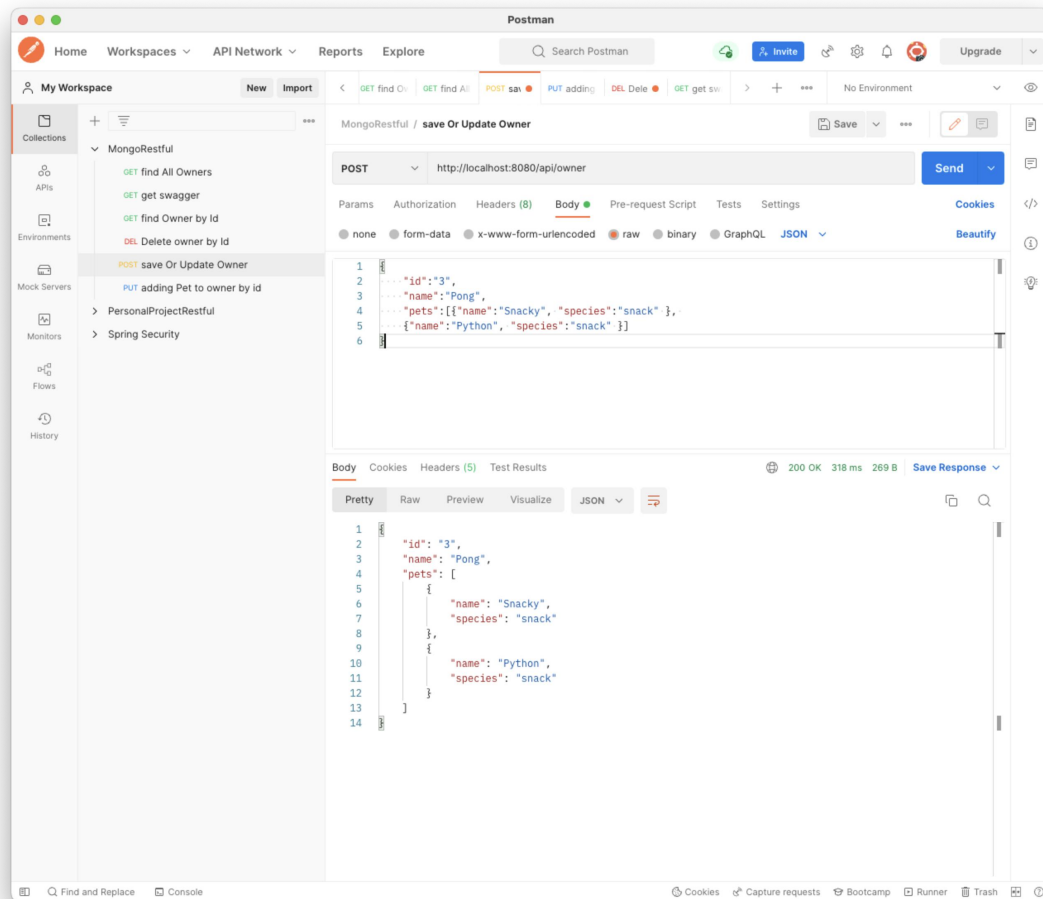 Postman
Home Workspaces API Network Reports Explore Search Postman Invite Upgrade
My Workspace New Import
GET find Ov GET find All POST sav PUT adding DEL Dele GET get sw No Environment
Collections
APIs
Environments
Mock Servers
Monitors
Flows
History
MongoRestful
GET find All Owners
GET get swagger
GET find Owner by Id
DEL Delete owner by Id
POST save Or Update Owner
PUT adding Pet to owner by id
PersonalProjectRestful
Spring Security
MongoRestful / save Or Update Owner Save
POST http://localhost:8080/api/owner Send
Params Authorization Headers (8) Body Pre-request Script Tests Settings Cookies
none form-data x-www-form-urlencoded raw binary GraphQL JSON Beautify
1 {
2 "id":"3",
3 "name":"Pong",
4 "pets":[{"name":"Snacky", "species":"snack" },
5 {"name":"Python", "species":"snack" }]
6 }
Body Cookies Headers (5) Test Results 200 OK 318 ms 269 B Save Response
Pretty Raw Preview Visualize JSON
1 {
2 "id": "3",
3 "name": "Pong",
4 "pets": [
5 {
6 "name": "Snacky",
7 "species": "snack"
8 },
9 {
10 "name": "Python",
11 "species": "snack"
12 }
13 ]
14 }
Find and Replace Console Cookies Capture requests Bootcamp Runner Trash